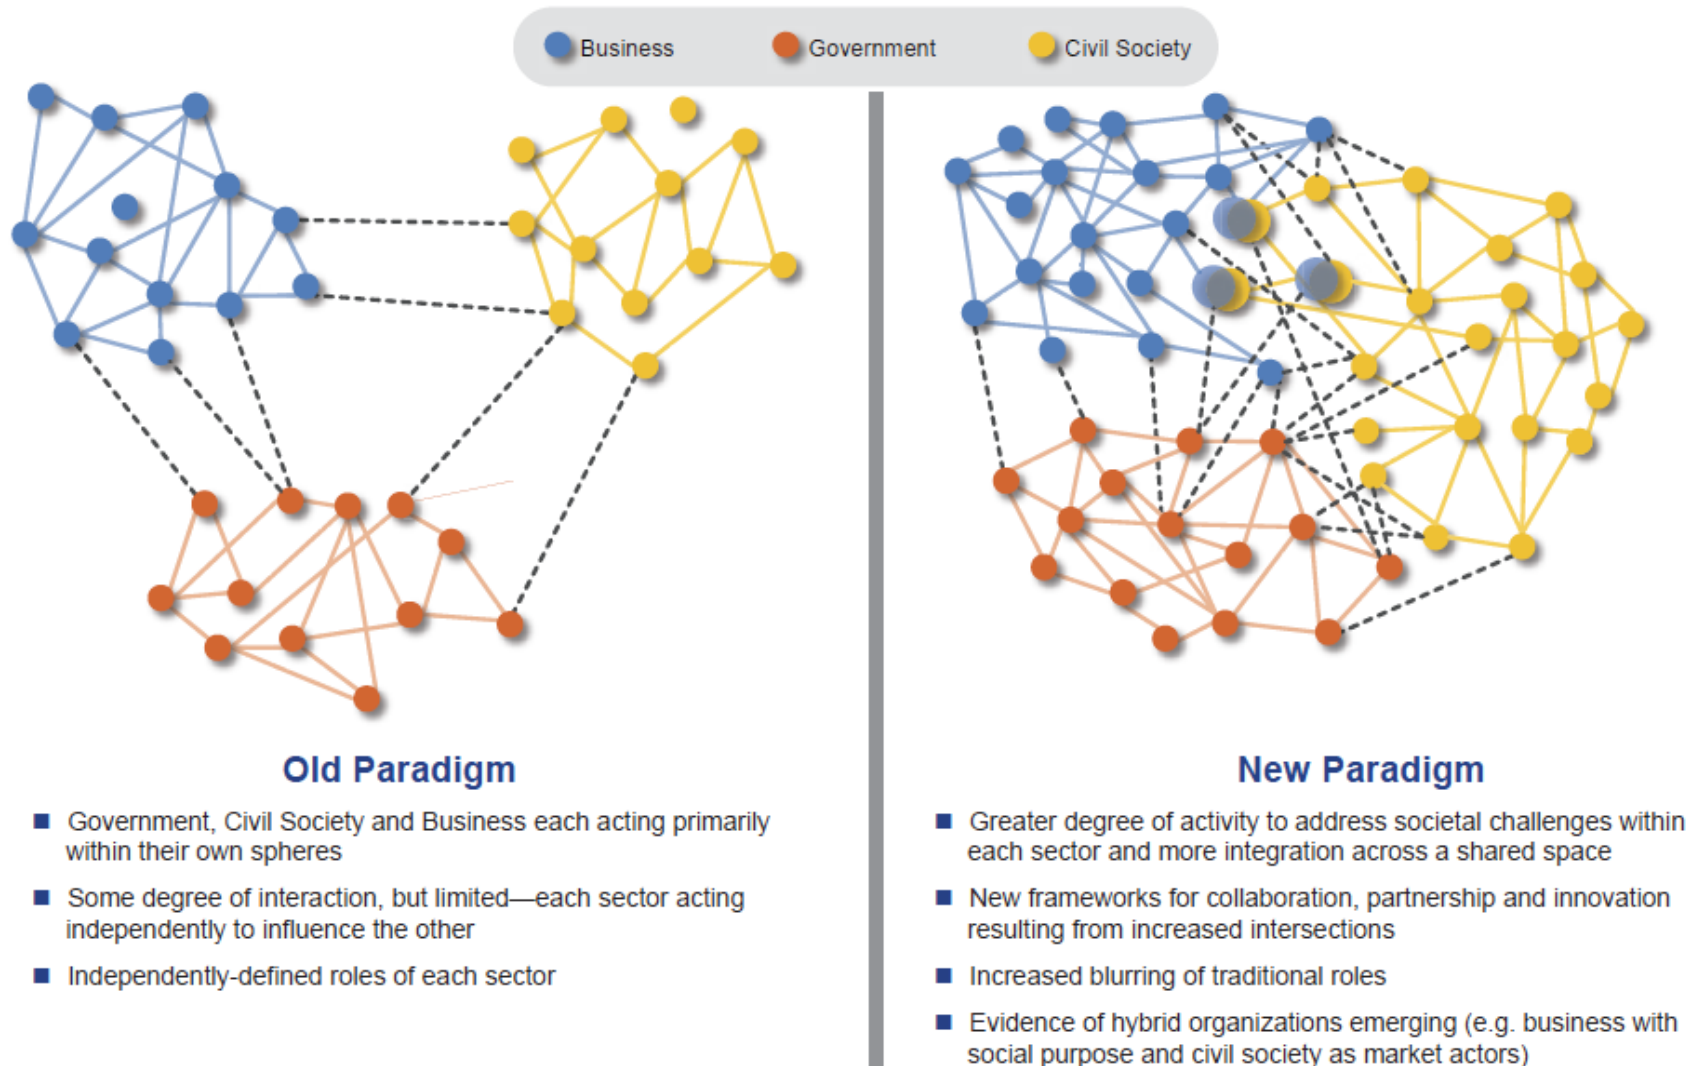 Business
Government
Civil Society
Old Paradigm
■ Government, Civil Society and Business each acting primarily
within their own spheres
■ Some degree of interaction, but limited—each sector acting
independently to influence the other
■ Independently-defined roles of each sector
New Paradigm
■ Greater degree of activity to address societal challenges within
each sector and more integration across a shared space
■ New frameworks for collaboration, partnership and innovation
resulting from increased intersections
■ Increased blurring of traditional roles
■ Evidence of hybrid organizations emerging (e.g. business with
social purpose and civil society as market actors)